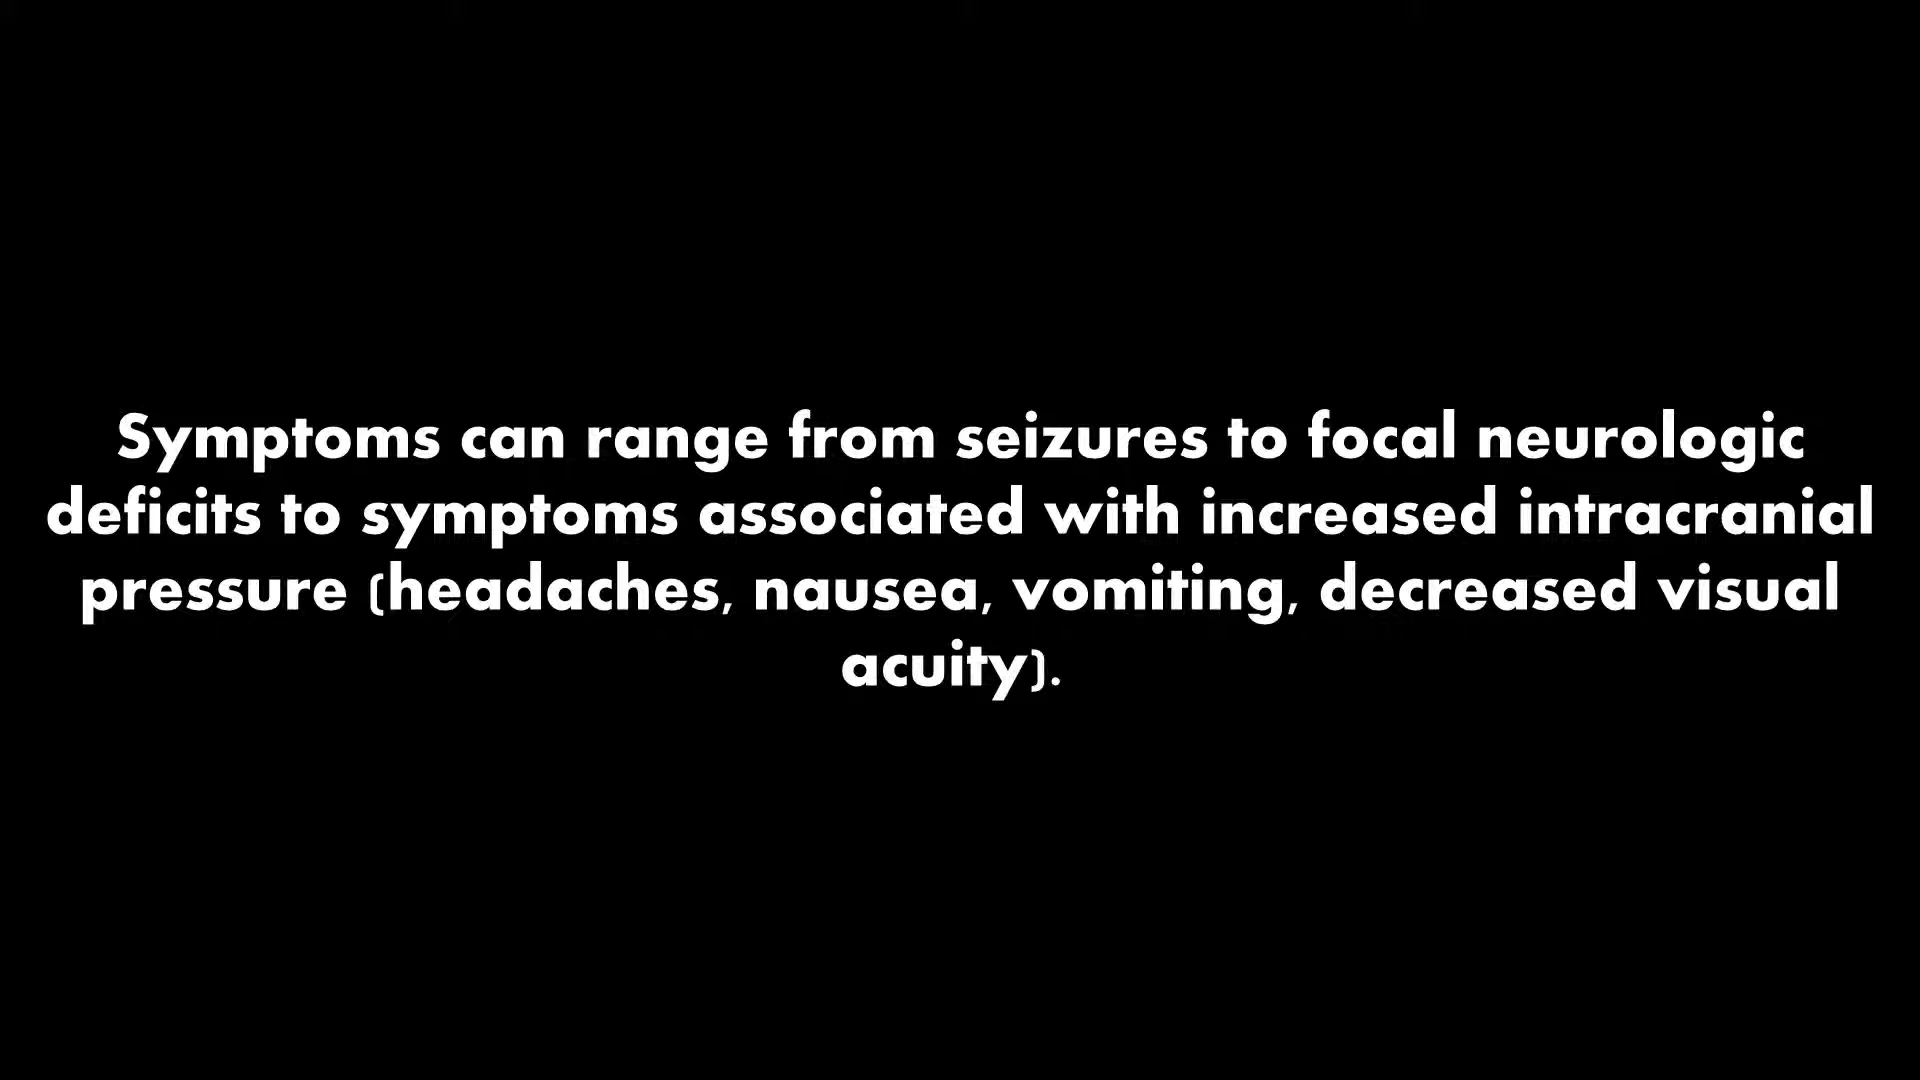 Symptoms can range from seizures to focal neurologic
deficits to symptoms associated with increased intracranial
pressure (headaches, nausea, vomiting, decreased visual
acuity).